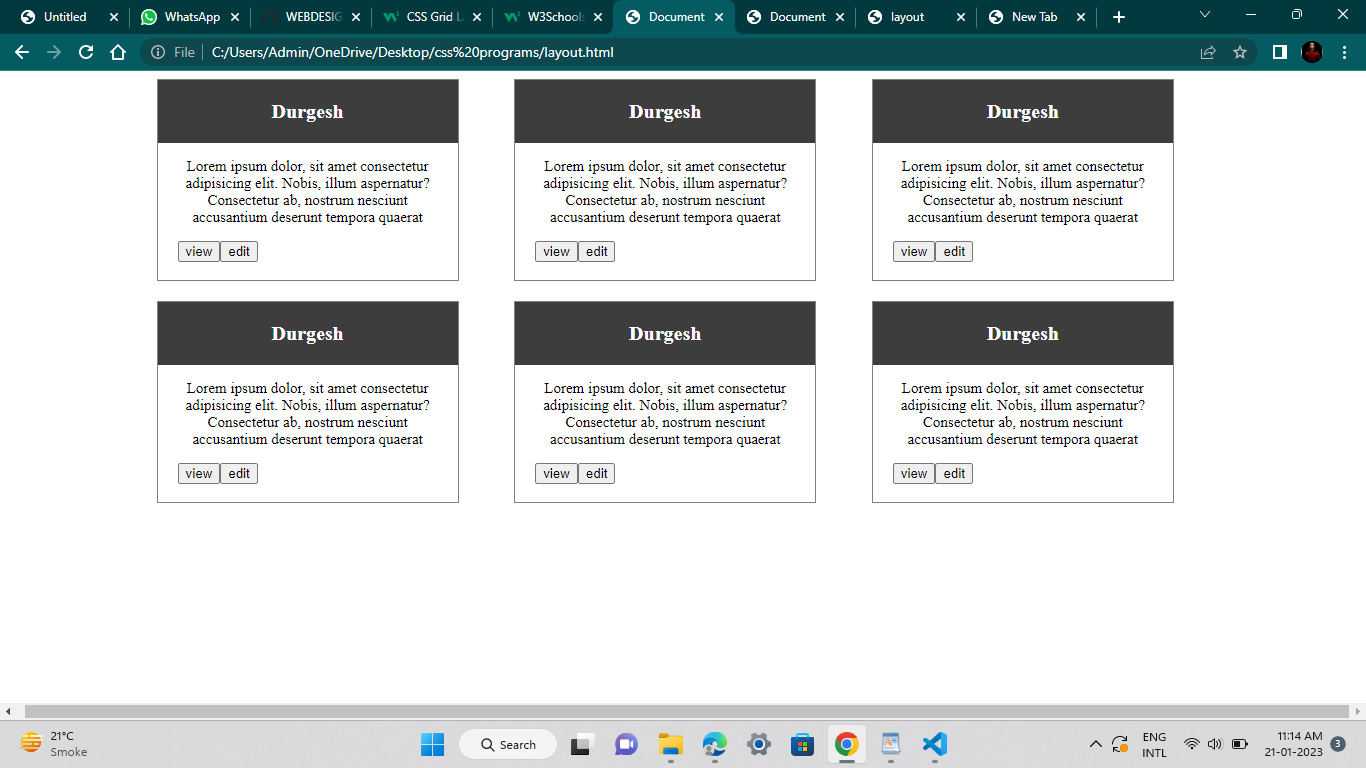 Untitled
WhatsApp
WEBDESIG
CSS Grid L
W3Schools
Document
Document
layout
New Tab
File
C:/Users/Admin/OneDrive/Desktop/css%20programs/layout.html
Durgesh
Lorem ipsum dolor, sit amet consectetur
adipisicing elit. Nobis, illum aspernatur?
Consectetur ab, nostrum nesciunt
accusantium deserunt tempora quaerat
view edit
Durgesh
Lorem ipsum dolor, sit amet consectetur
adipisicing elit. Nobis, illum aspernatur?
Consectetur ab, nostrum nesciunt
accusantium deserunt tempora quaerat
view edit
Durgesh
Lorem ipsum dolor, sit amet consectetur
adipisicing elit. Nobis, illum aspernatur?
Consectetur ab, nostrum nesciunt
accusantium deserunt tempora quaerat
view edit
Durgesh
Lorem ipsum dolor, sit amet consectetur
adipisicing elit. Nobis, illum aspernatur?
Consectetur ab, nostrum nesciunt
accusantium deserunt tempora quaerat
view edit
Durgesh
Lorem ipsum dolor, sit amet consectetur
adipisicing elit. Nobis, illum aspernatur?
Consectetur ab, nostrum nesciunt
accusantium deserunt tempora quaerat
view edit
Durgesh
Lorem ipsum dolor, sit amet consectetur
adipisicing elit. Nobis, illum aspernatur?
Consectetur ab, nostrum nesciunt
accusantium deserunt tempora quaerat
view edit
21°C
Smoke
Search
ENG
INTL
11:14 AM
21-01-2023
3